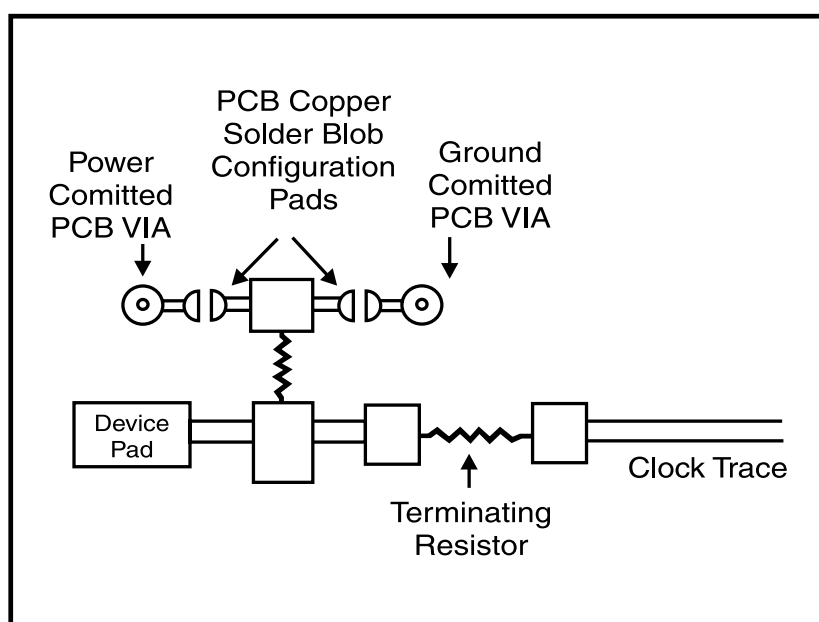 PCB Copper
Solder Blob
Configuration
Pads
Power
Comitted
PCB VIA
Ground
Comitted
PCB VIA
Device
Pad
Clock Trace
Terminating
Resistor